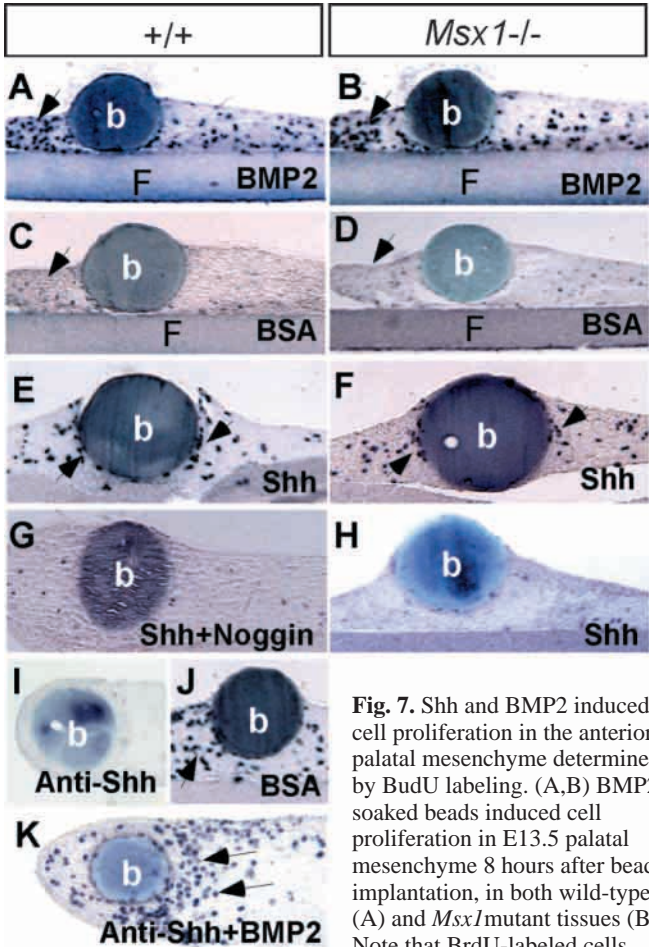 +/+ Msx1-/-
A b F BMP2
B b F BMP2
C b F BSA
D b F BSA
E b Shh
F b Shh
G b Shh+Noggin
H b Shh
I b Anti-Shh
J b BSA
K b Anti-Shh+BMP2
Fig. 7. Shh and BMP2 induced
cell proliferation in the anterior
palatal mesenchyme determine
by BudU labeling. (A,B) BMP2
soaked beads induced cell
proliferation in E13.5 palatal
mesenchyme 8 hours after bead
implantation, in both wild-type
(A) and Msx1mutant tissues (B
Note that BrdU-labeled cells